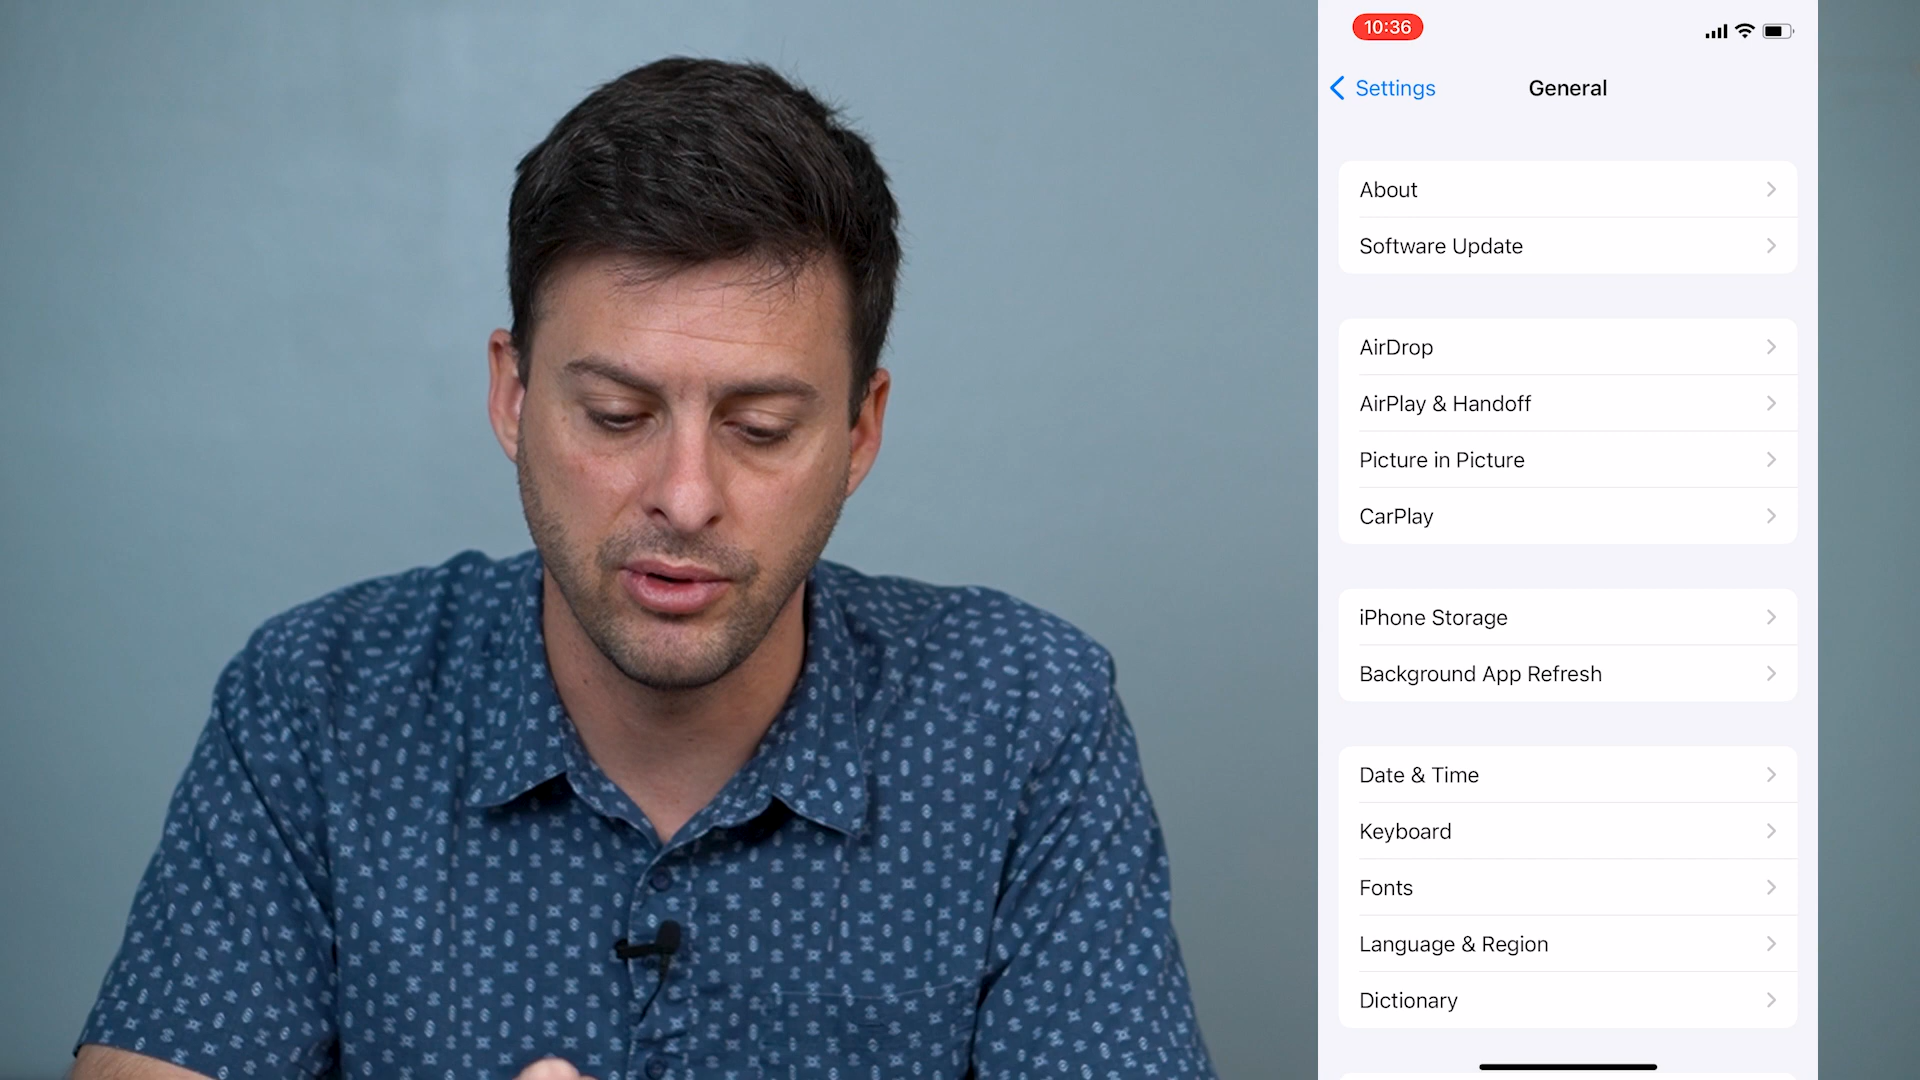 10:36
Settings
General
About
Software Update
AirDrop
AirPlay & Handoff
Picture in Picture
CarPlay
iPhone Storage
Background App Refresh
Date & Time
Keyboard
Fonts
Language & Region
Dictionary